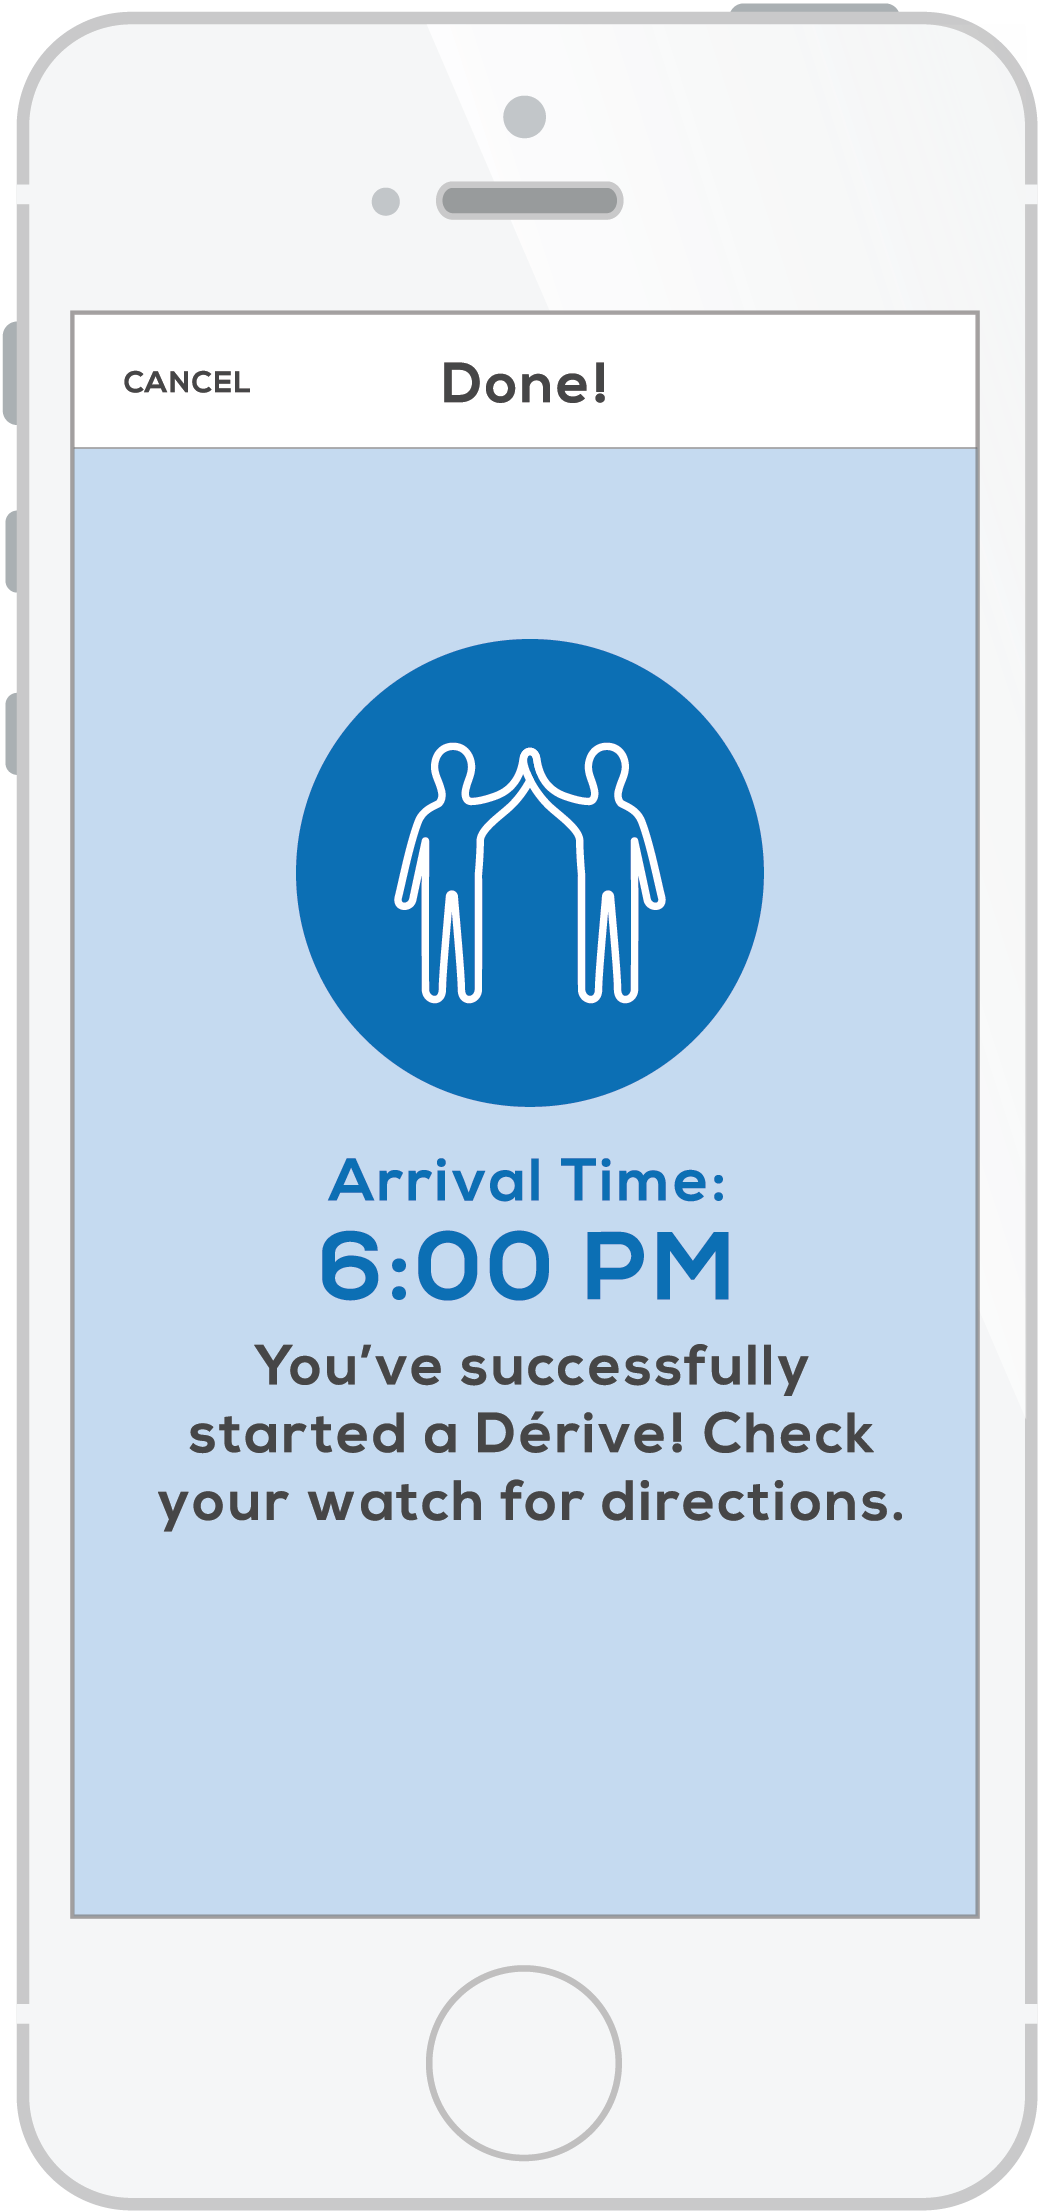 CANCEL
Done!
Arrival Time:
6:00 PM
You’ve successfully
started a Dérive! Check
your watch for directions.